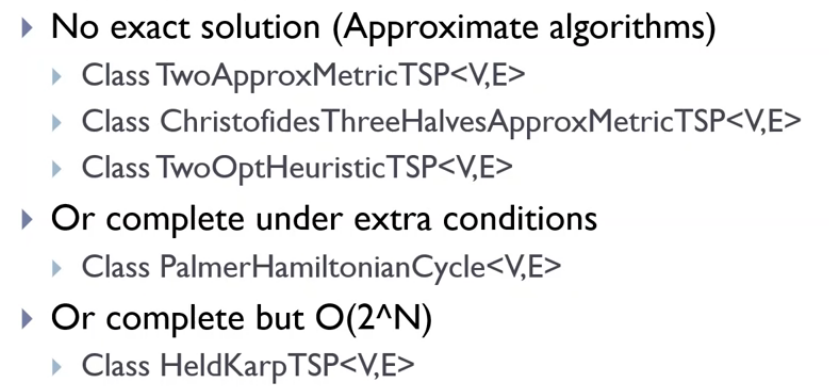 No exact solution (Approximate algorithms)
Class TwoApproxMetricTSP<V,E>
Class ChristofidesThreeHalvesApproxMetricTSP<V,E>
Class TwoOptHeuristicTSP<V,E>
Or complete under extra conditions
Class PalmerHamiltonianCycle<V,E>
Or complete but O(2^N)
Class HeldKarpTSP<V,E>